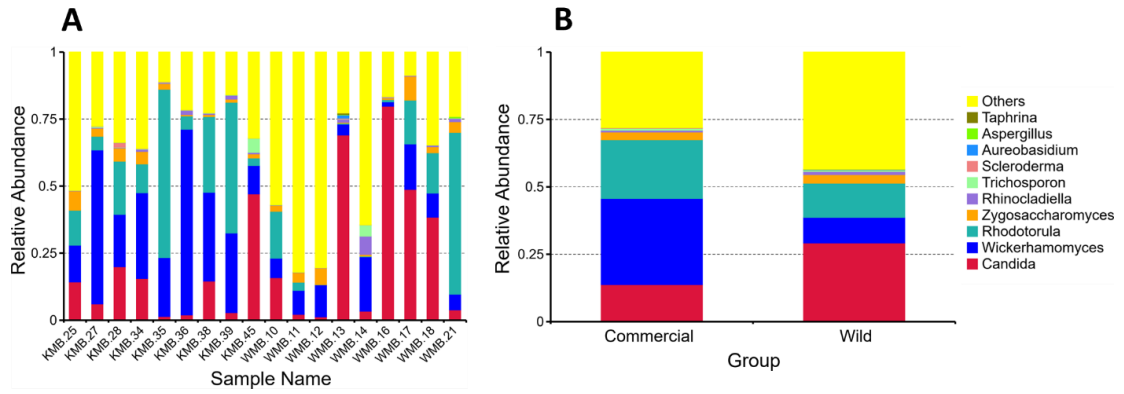 A
B
Relative Abundance
1
0.75
0.5
0.25
0
KMB.25
KMB.27
KMB.28
KMB.34
KMB.35
KMB.36
KMB.38
KMB.39
KMB.45
WMB.10
WMB.11
WMB.12
WMB.13
WMB.14
WMB.16
WMB.17
WMB.18
WMB.21
Sample Name
Relative Abundance
1
0.75
0.5
0.25
0
Commercial
Wild
Group
Others
Taphrina
Aspergillus
Aureobasidium
Scleroderma
Trichosporon
Rhinocladiella
Zygosaccharomyces
Rhodotorula
Wickerhamomyces
Candida